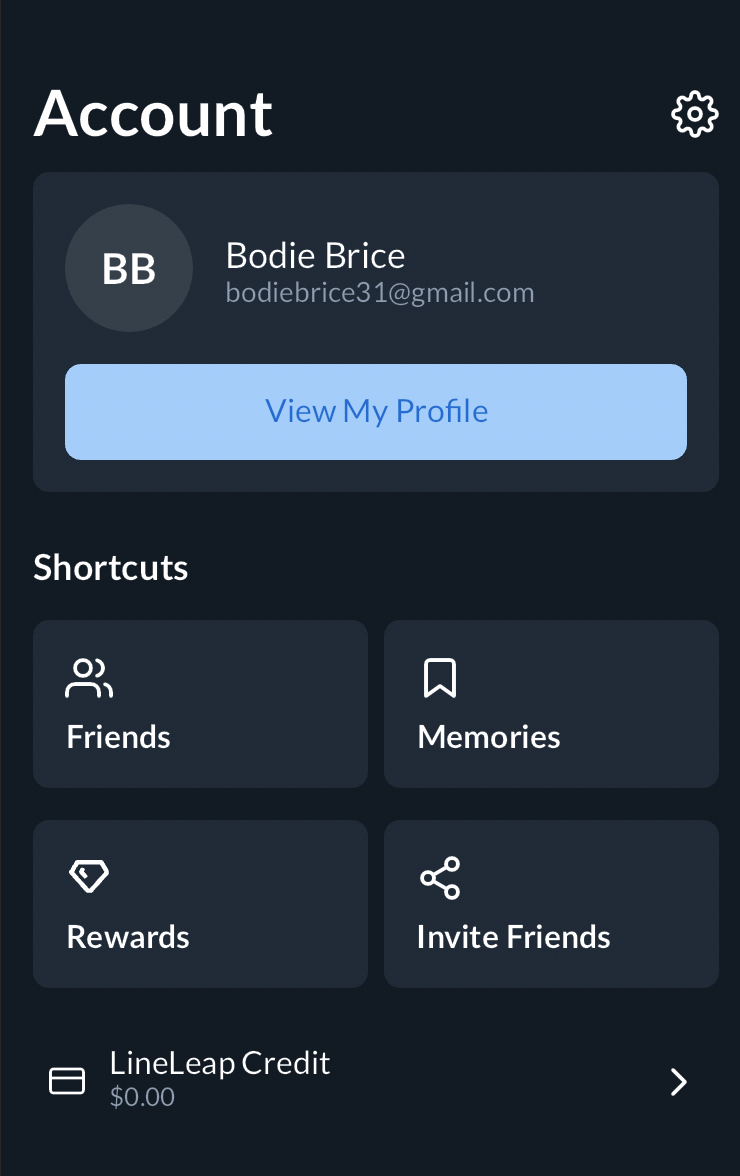 Account
BB
Bodie Brice
bodiebrice31@gmail.com
View My Profile
Shortcuts
Friends
Memories
Rewards
Invite Friends
LineLeap Credit
$0.00